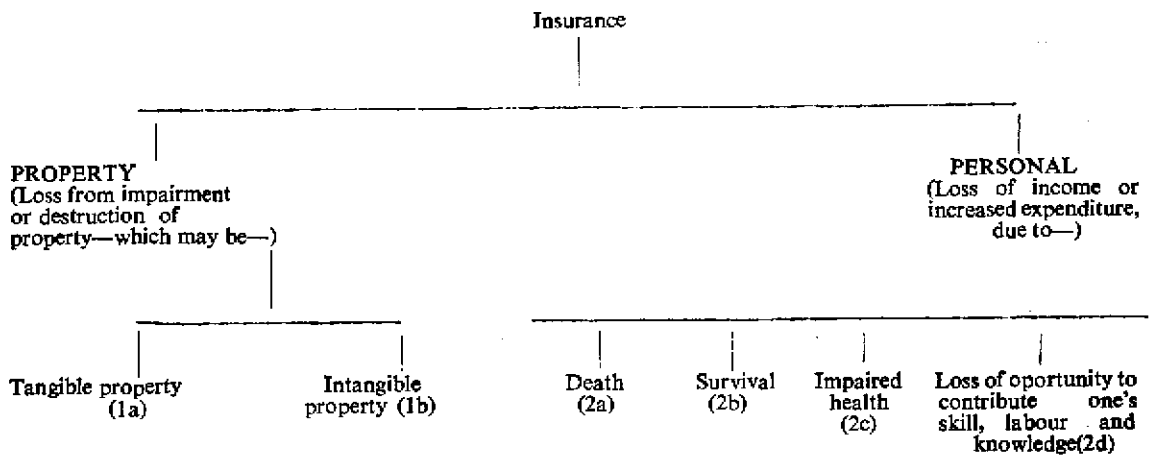 Insurance
PROPERTY
(Loss from impairment
or destruction of
property—which may be—)
PERSONAL
(Loss of income or
increased expenditure,
due to—)
Tangible property
(1a)
Intangible
property (1b)
Death
(2a)
Survival
(2b)
Impaired
health
(2c)
Loss of oportunity to
contribute one's
skill, labour and
knowledge(2d)